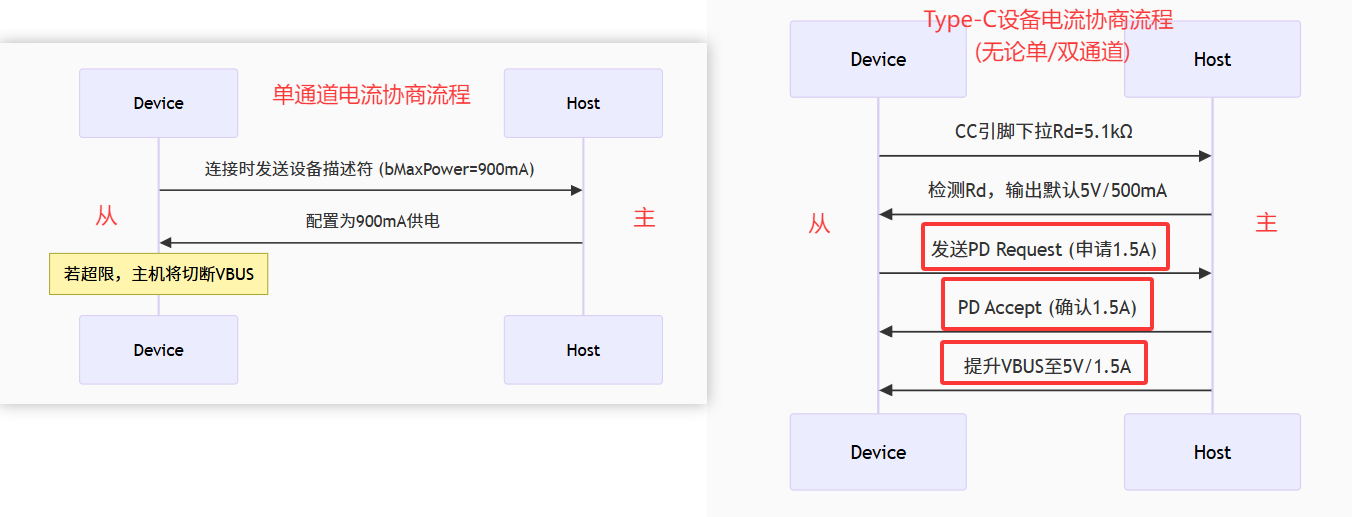 单通道电流协商流程
Device
Host
连接时发送设备描述符 (bMaxPower=900mA)
从
主
配置为900mA供电
若超限，主机将切断VBUS
Device
Host
Type-C设备电流协商流程
(无论单/双通道)
Device
Host
CC引脚下拉Rd=5.1kΩ
检测Rd，输出默认5V/500mA
从
主
发送PD Request (申请1.5A)
PD Accept (确认1.5A)
提升VBUS至5V/1.5A
Device
Host